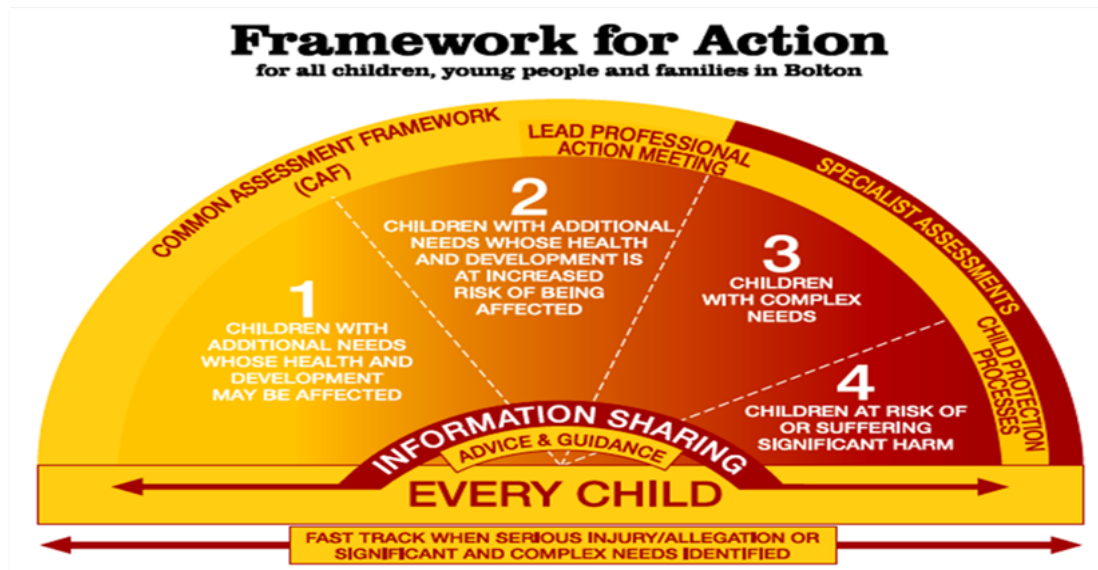 Framework for Action
for all children, young people and families in Bolton
COMMON ASSESSMENT FRAMEWORK
(CAF)
LEAD PROFESSIONAL
ACTION MEETING
SPECIALIST ASSESSMENTS
CHILD PROTECTION
PROCESSES
1
CHILDREN WITH
ADDITIONAL NEEDS
WHOSE HEALTH AND
DEVELOPMENT
MAY BE AFFECTED
2
CHILDREN WITH ADDITIONAL
NEEDS WHOSE HEALTH
AND DEVELOPMENT IS
AT INCREASED
RISK OF BEING
AFFECTED
3
CHILDREN
WITH COMPLEX
NEEDS
4
CHILDREN AT RISK OF
OR SUFFERING
SIGNIFICANT HARM
INFORMATION SHARING
ADVICE & GUIDANCE
EVERY CHILD
FAST TRACK WHEN SERIOUS INJURY/ALLEGATION OR
SIGNIFICANT AND COMPLEX NEEDS IDENTIFIED